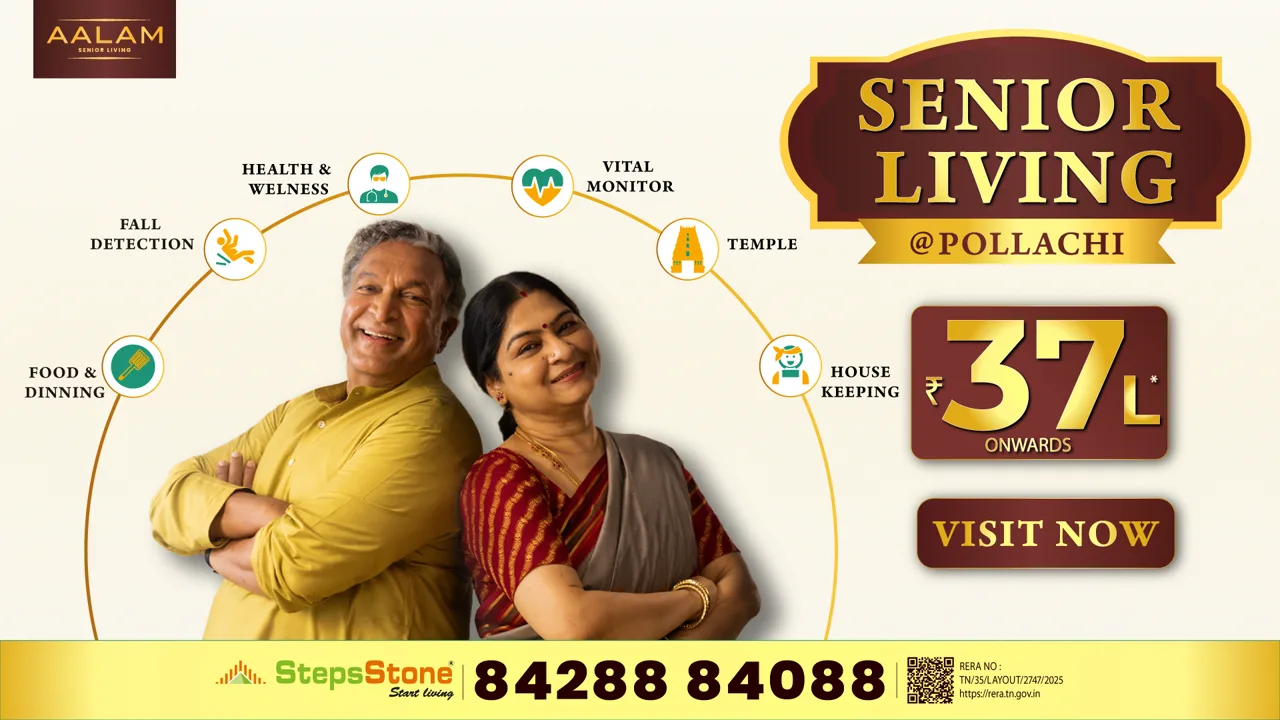 AALAM
SENIOR LIVING
SENIOR
LIVING
@POLLACHI
HEALTH &
WELNESS
VITAL
MONITOR
FALL
DETECTION
TEMPLE
FOOD &
DINNING
HOUSE
KEEPING
₹37L*
ONWARDS
VISIT NOW
StepsStone®
Start living
84288 84088
RERA NO :
TN/35/LAYOUT/2747/2025
https://rera.tn.gov.in